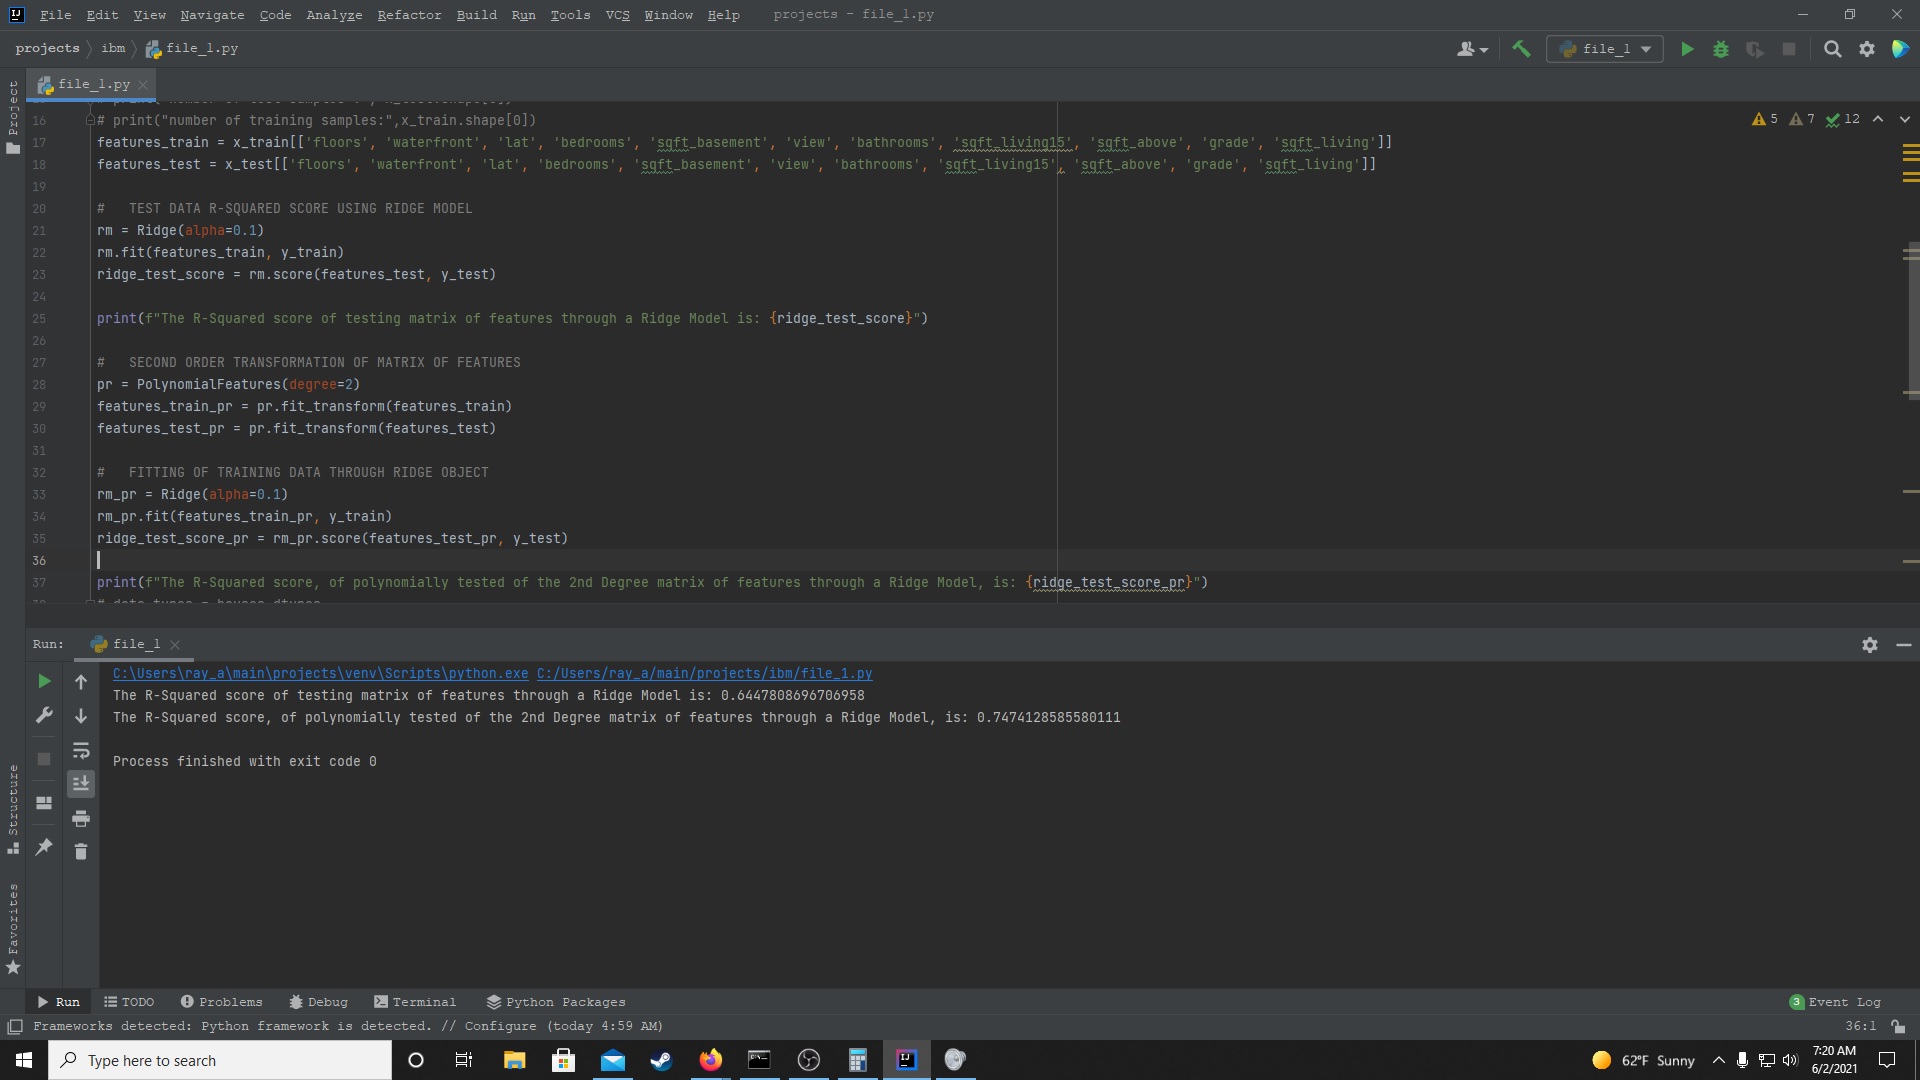 File Edit View Navigate Code Analyze Refactor Build Run Tools VCS Window Help projects - file_1.py
projects ibm file_1.py
file_1
Project
file_1.py
16 # print("number of training samples:",x_train.shape[0])
5 7 12
17 features_train = x_train[['floors', 'waterfront', 'lat', 'bedrooms', 'sqft_basement', 'view', 'bathrooms', 'sqft_living15', 'sqft_above', 'grade', 'sqft_living']]
18 features_test = x_test[['floors', 'waterfront', 'lat', 'bedrooms', 'sqft_basement', 'view', 'bathrooms', 'sqft_living15', 'sqft_above', 'grade', 'sqft_living']]
19
20 #   TEST DATA R-SQUARED SCORE USING RIDGE MODEL
21 rm = Ridge(alpha=0.1)
22 rm.fit(features_train, y_train)
23 ridge_test_score = rm.score(features_test, y_test)
24
25 print(f"The R-Squared score of testing matrix of features through a Ridge Model is: {ridge_test_score}")
26
27 #   SECOND ORDER TRANSFORMATION OF MATRIX OF FEATURES
28 pr = PolynomialFeatures(degree=2)
29 features_train_pr = pr.fit_transform(features_train)
30 features_test_pr = pr.fit_transform(features_test)
31
32 #   FITTING OF TRAINING DATA THROUGH RIDGE OBJECT
33 rm_pr = Ridge(alpha=0.1)
34 rm_pr.fit(features_train_pr, y_train)
35 ridge_test_score_pr = rm_pr.score(features_test_pr, y_test)
36
37 print(f"The R-Squared score, of polynomially tested of the 2nd Degree matrix of features through a Ridge Model, is: {ridge_test_score_pr}")
Run: file_1
C:\Users\ray_a\main\projects\venv\Scripts\python.exe C:/Users/ray_a/main/projects/ibm/file_1.py
The R-Squared score of testing matrix of features through a Ridge Model is: 0.6447808696706958
The R-Squared score, of polynomially tested of the 2nd Degree matrix of features through a Ridge Model, is: 0.7474128585580111
Process finished with exit code 0
Structure
Favorites
Run TODO Problems Debug Terminal Python Packages 3 Event Log
Frameworks detected: Python framework is detected. // Configure (today 4:59 AM) 36:1
Type here to search
62°F Sunny
7:20 AM
6/2/2021